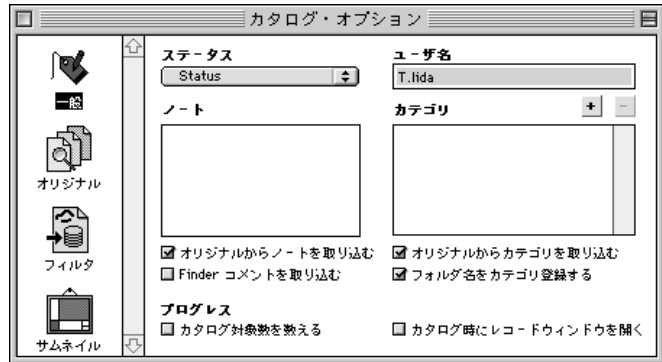 カタログ・オプション
一般
オリジナル
フィルタ
サムネイル
ステータス
Status
ユーザ名
T.Iida
ノート
カテゴリ
+
-
オリジナルからノートを取り込む
オリジナルからカテゴリを取り込む
Finder コメントを取り込む
フォルダ名をカテゴリ登録する
プログレス
カタログ対象数を数える
カタログ時にレコードウィンドウを開く